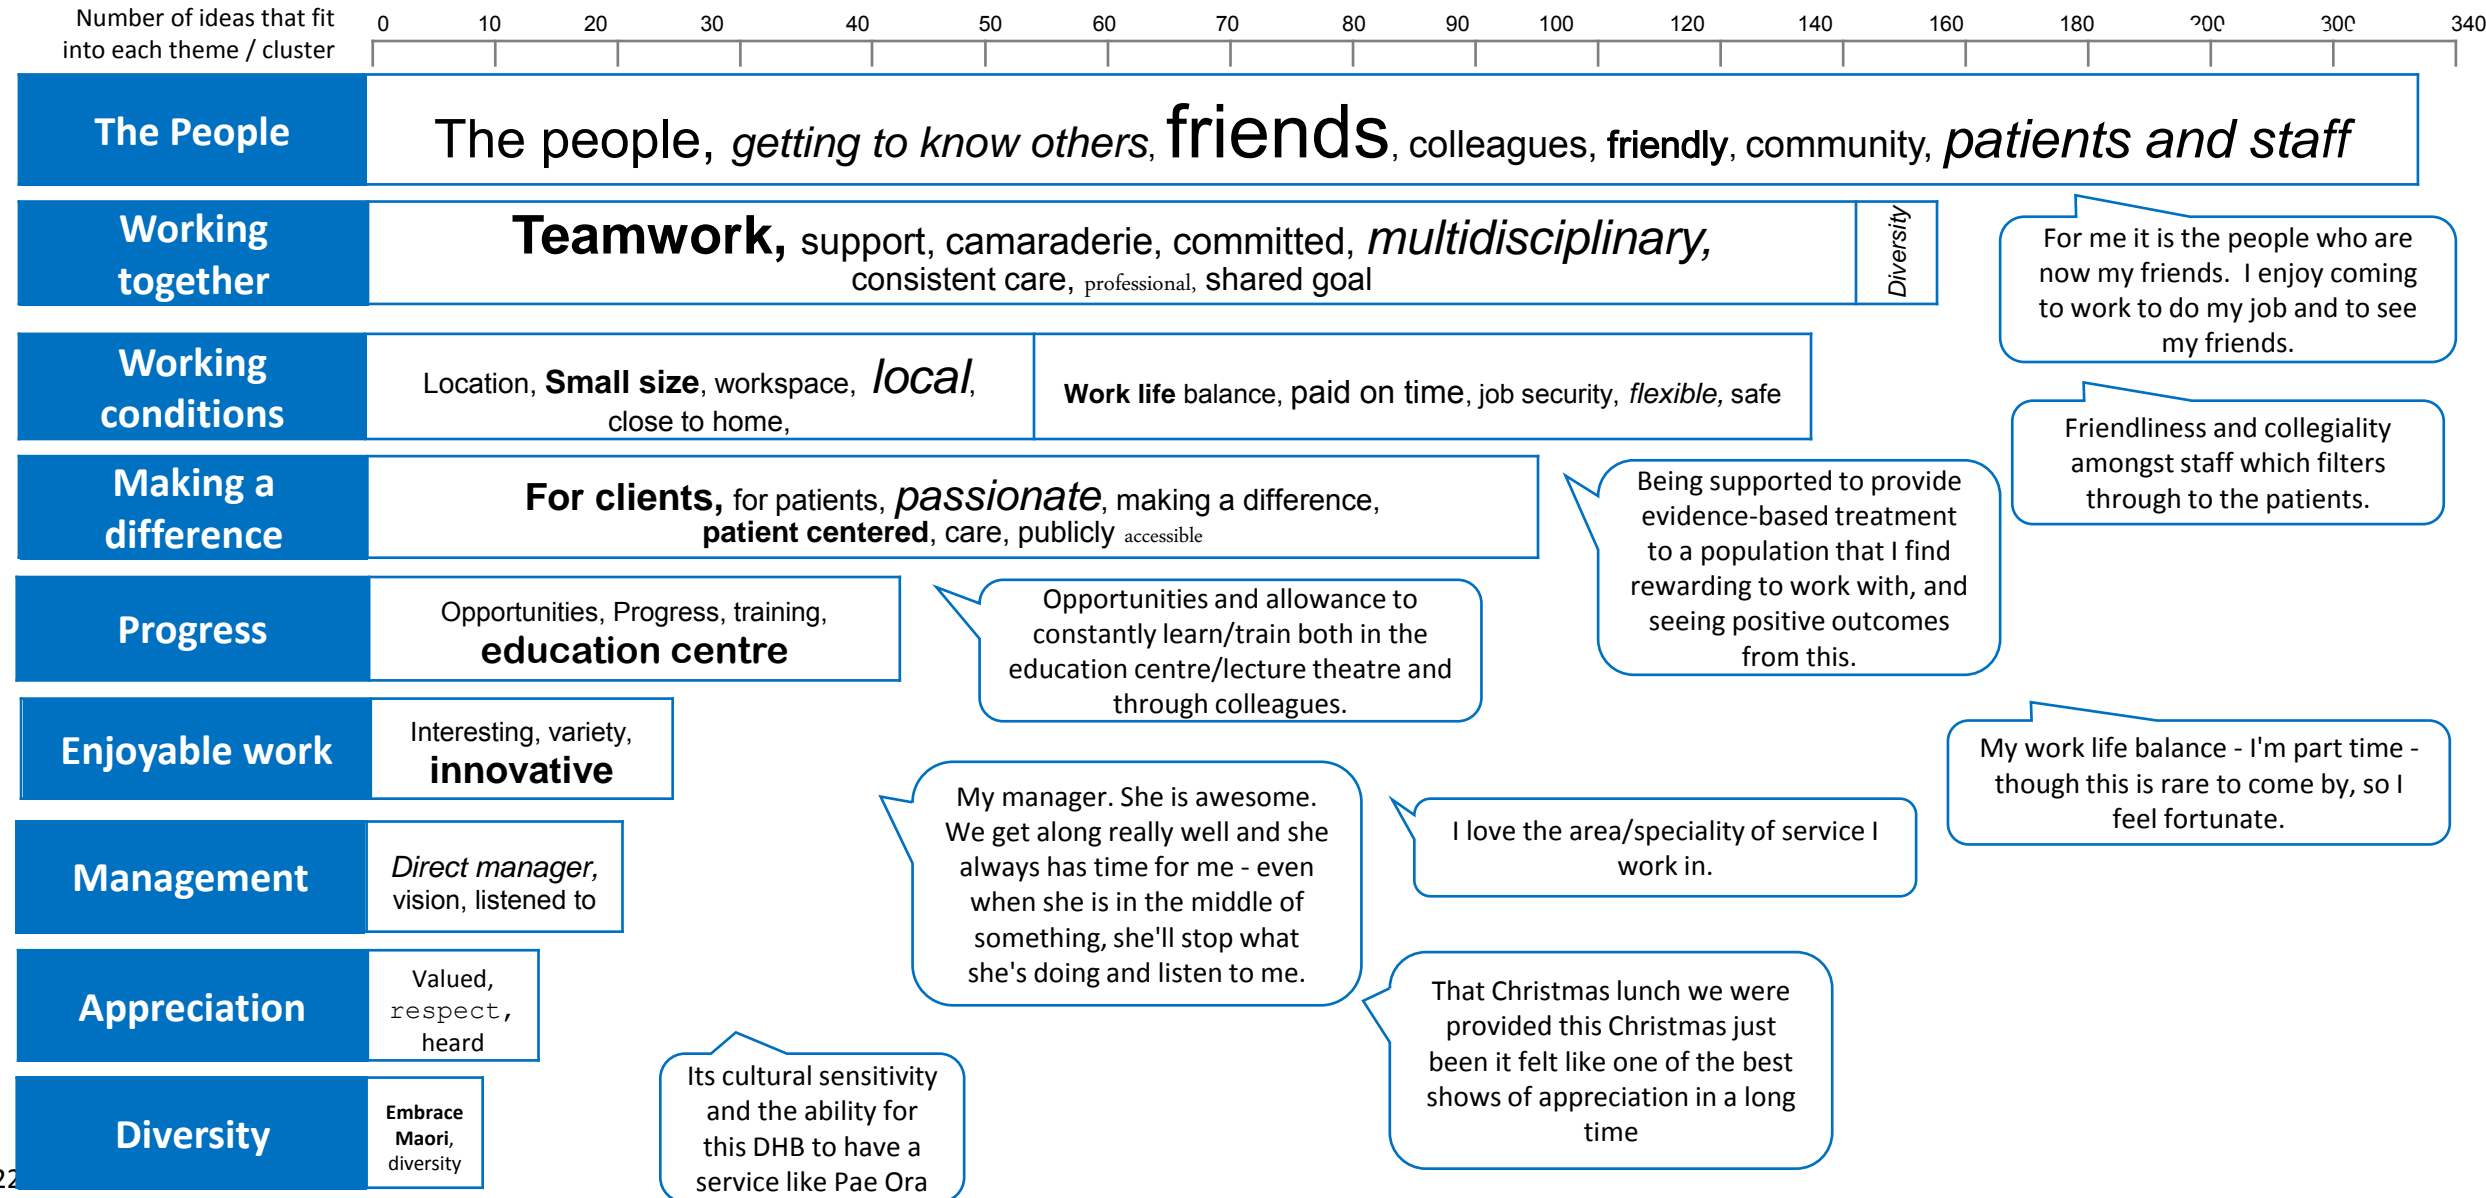 Number of ideas that fit
into each theme / cluster
0 10 20 30 40 50 60 70 80 90 100 120 140 160 180 200 300 340
The People
The people, getting to know others, friends, colleagues, friendly, community, patients and staff
Working
together
Teamwork, support, camaraderie, committed, multidisciplinary,
consistent care, professional, shared goal
Diversity
For me it is the people who are
now my friends.  I enjoy coming
to work to do my job and to see
my friends.
Working
conditions
Location, Small size, workspace, local,
close to home,
Work life balance, paid on time, job security, flexible, safe
Friendliness and collegiality
amongst staff which filters
through to the patients.
Making a
difference
For clients, for patients, passionate, making a difference,
patient centered, care, publicly accessible
Being supported to provide
evidence-based treatment
to a population that I find
rewarding to work with, and
seeing positive outcomes
from this.
Progress
Opportunities, Progress, training,
education centre
Opportunities and allowance to
constantly learn/train both in the
education centre/lecture theatre and
through colleagues.
Enjoyable work
Interesting, variety,
innovative
My work life balance - I'm part time -
though this is rare to come by, so I
feel fortunate.
Management
Direct manager,
vision, listened to
My manager. She is awesome.
We get along really well and she
always has time for me - even
when she is in the middle of
something, she'll stop what
she's doing and listen to me.
I love the area/speciality of service I
work in.
Appreciation
Valued,
respect,
heard
That Christmas lunch we were
provided this Christmas just
been it felt like one of the best
shows of appreciation in a long
time
Diversity
Embrace
Maori,
diversity
Its cultural sensitivity
and the ability for
this DHB to have a
service like Pae Ora
22